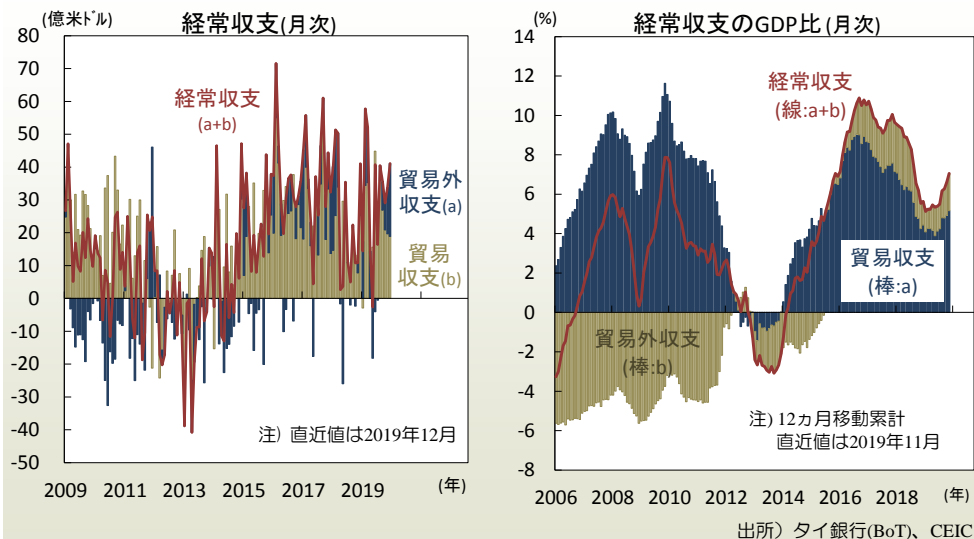 経常収支(月次)
(億米ﾄﾞﾙ)
80
70
60
50
40
30
20
10
0
-10
-20
-30
-40
-50
経常収支
(a+b)
貿易外
収支(a)
貿易
収支(b)
注) 直近値は2019年12月
2009 2011 2013 2015 2017 2019
(年)
経常収支のGDP比(月次)
(%)
14
12
10
8
6
4
2
0
-2
-4
-6
-8
経常収支
(線:a+b)
貿易収支
(棒:a)
貿易外収支
(棒:b)
注) 12ヵ月移動累計
直近値は2019年11月
2006 2008 2010 2012 2014 2016 2018
(年)
出所）タイ銀行(BoT)、CEIC